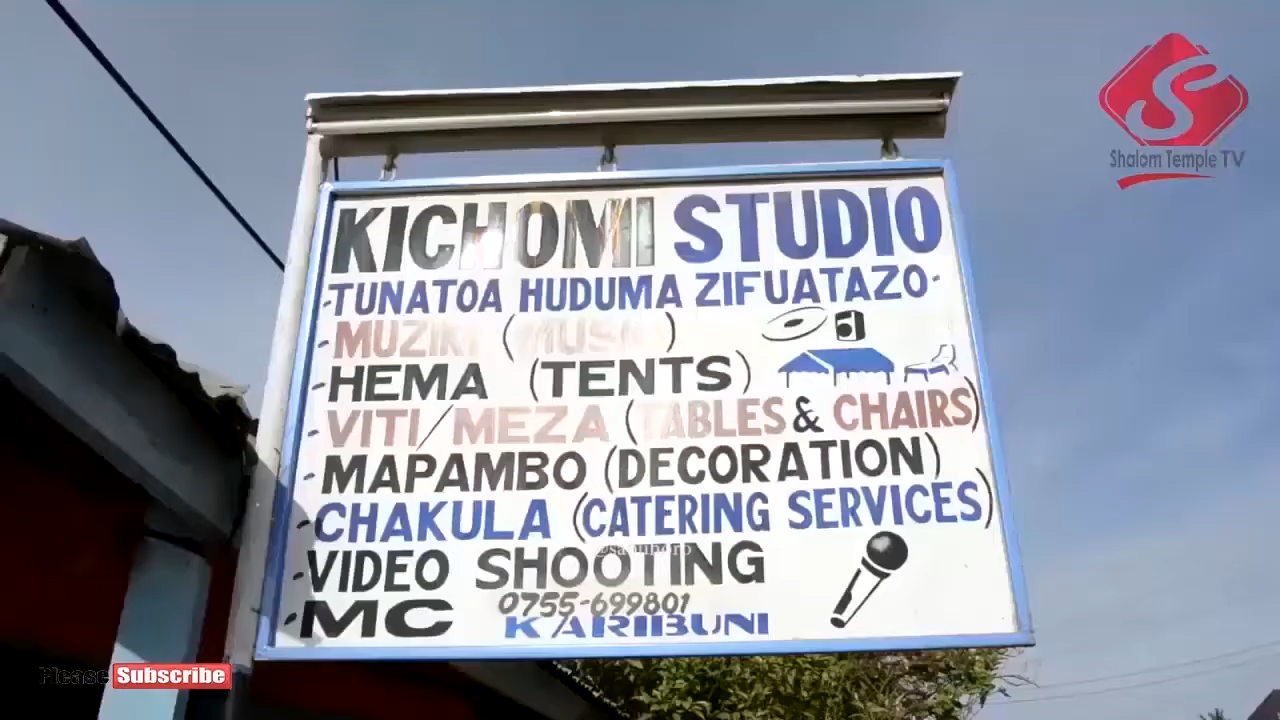 Shalom Temple TV
KICHOMI STUDIO
-TUNATOA HUDUMA ZIFUATAZO-
-MUZIKI (MUSIC)
-HEMA (TENTS)
-VITI/MEZA (TABLES & CHAIRS)
-MAPAMBO (DECORATION)
-CHAKULA (CATERING SERVICES)
-VIDEO SHOOTING
-MC 0755-699801
KARIBUNI
Please Subscribe